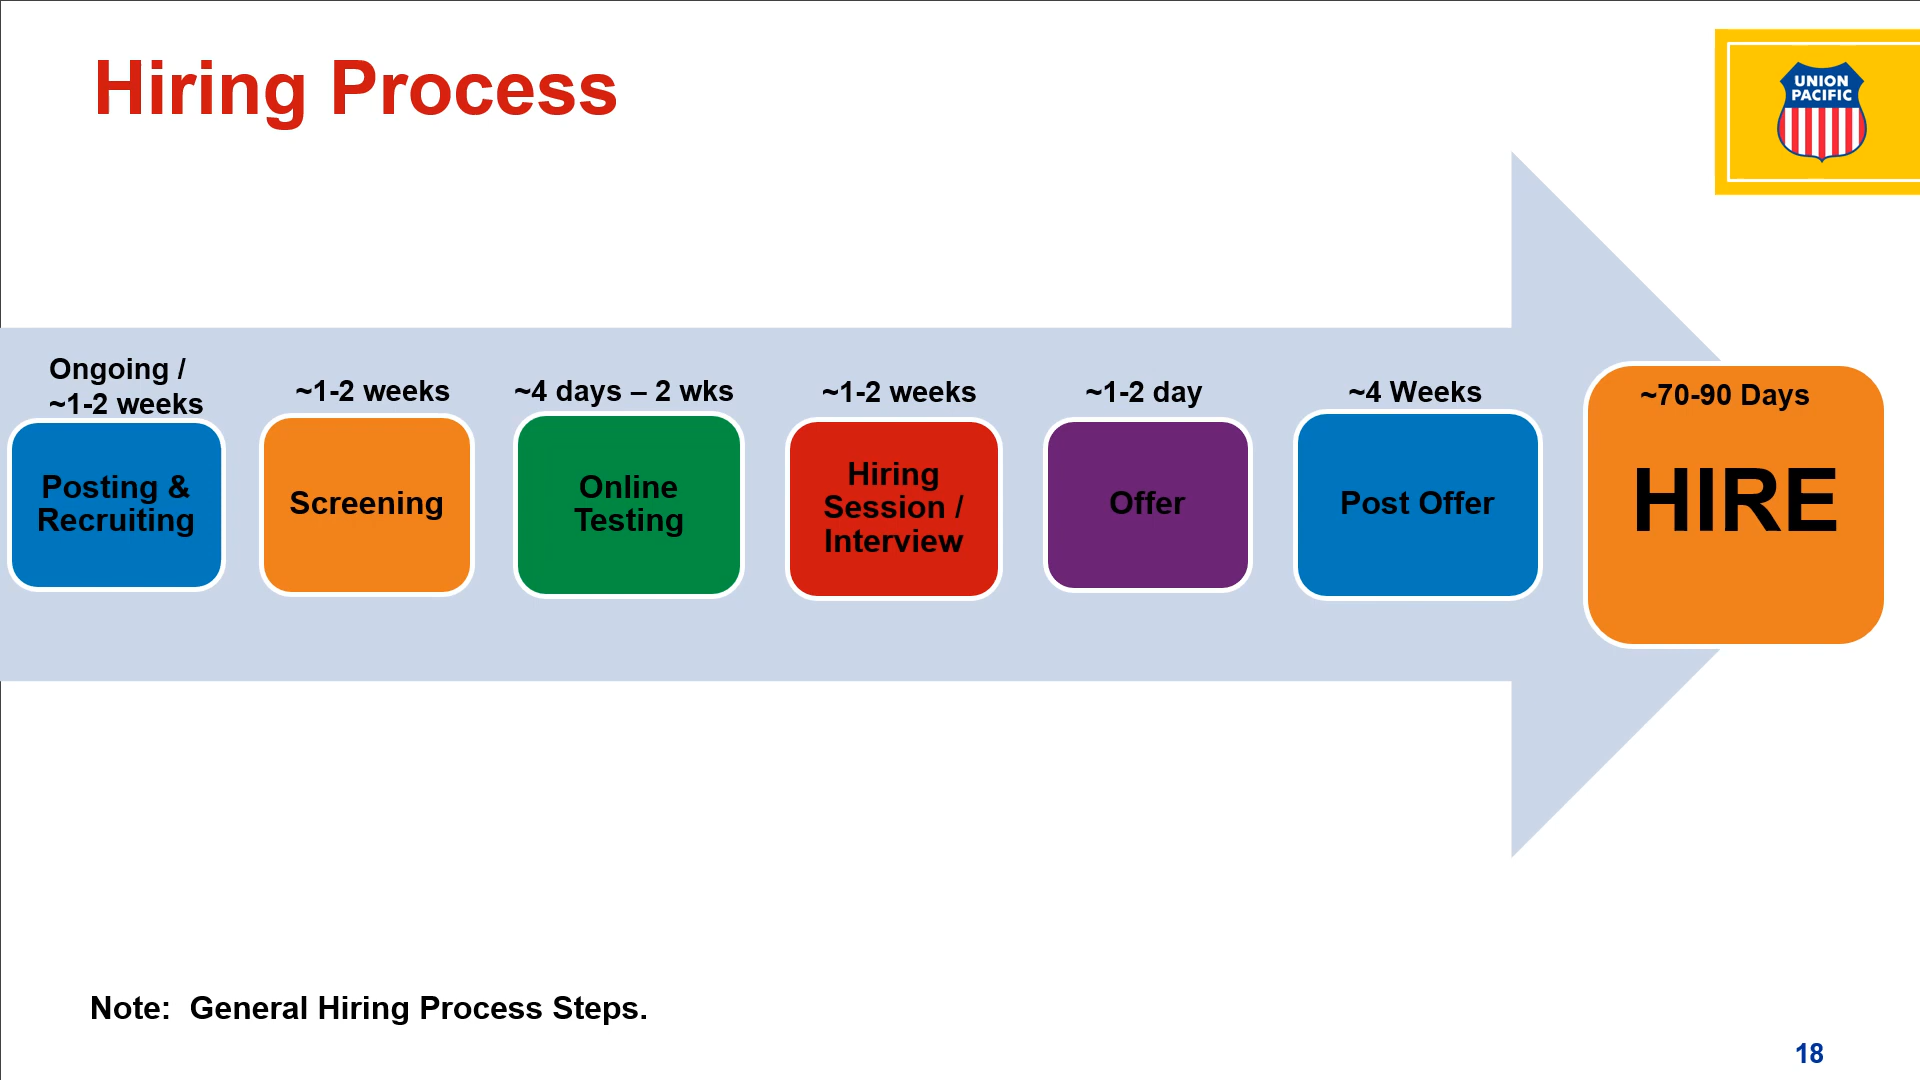 Hiring Process
UNION
PACIFIC
Ongoing /
~1-2 weeks
Posting &
Recruiting
~1-2 weeks
Screening
~4 days – 2 wks
Online
Testing
~1-2 weeks
Hiring
Session /
Interview
~1-2 day
Offer
~4 Weeks
Post Offer
~70-90 Days
HIRE
Note:  General Hiring Process Steps.
18